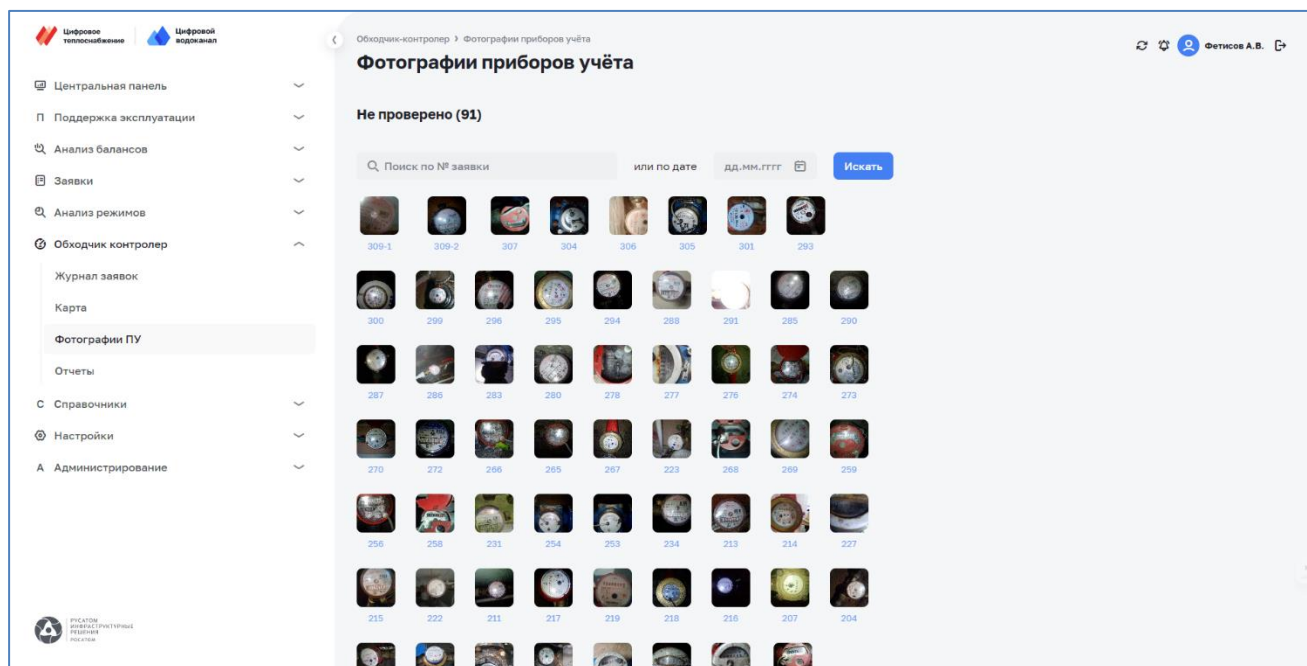 Цифровое
теплоснабжение
Цифровой
водоканал
Обходчик-контролер > Фотографии приборов учёта
Фетисов А.В.
Фотографии приборов учёта
Центральная панель
П Поддержка эксплуатации
Не проверено (91)
Анализ балансов
Поиск по № заявки
или по дате
дд.мм.гггг
Искать
Заявки
Анализ режимов
Обходчик контролер
Журнал заявок
Карта
Фотографии ПУ
Отчеты
С Справочники
Настройки
А Администрирование
309-1 309-2 307 304 306 305 301 293
300 299 296 295 294 288 291 285 290
287 286 283 280 278 277 276 274 273
270 272 266 265 267 223 268 269 259
256 258 231 254 253 234 213 214 227
215 222 211 217 219 218 216 207 204
РУСАТОМ
ИНФРАСТРУКТУРНЫЕ
РЕШЕНИЯ
РОСАТОМ